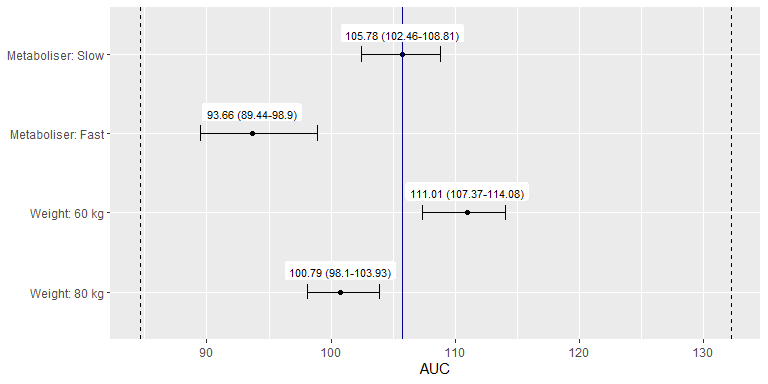 105.78 (102.46-108.81)
Metaboliser: Slow
93.66 (89.44-98.9)
Metaboliser: Fast
111.01 (107.37-114.08)
Weight: 60 kg
100.79 (98.1-103.93)
Weight: 80 kg
90 100 110 120 130
AUC